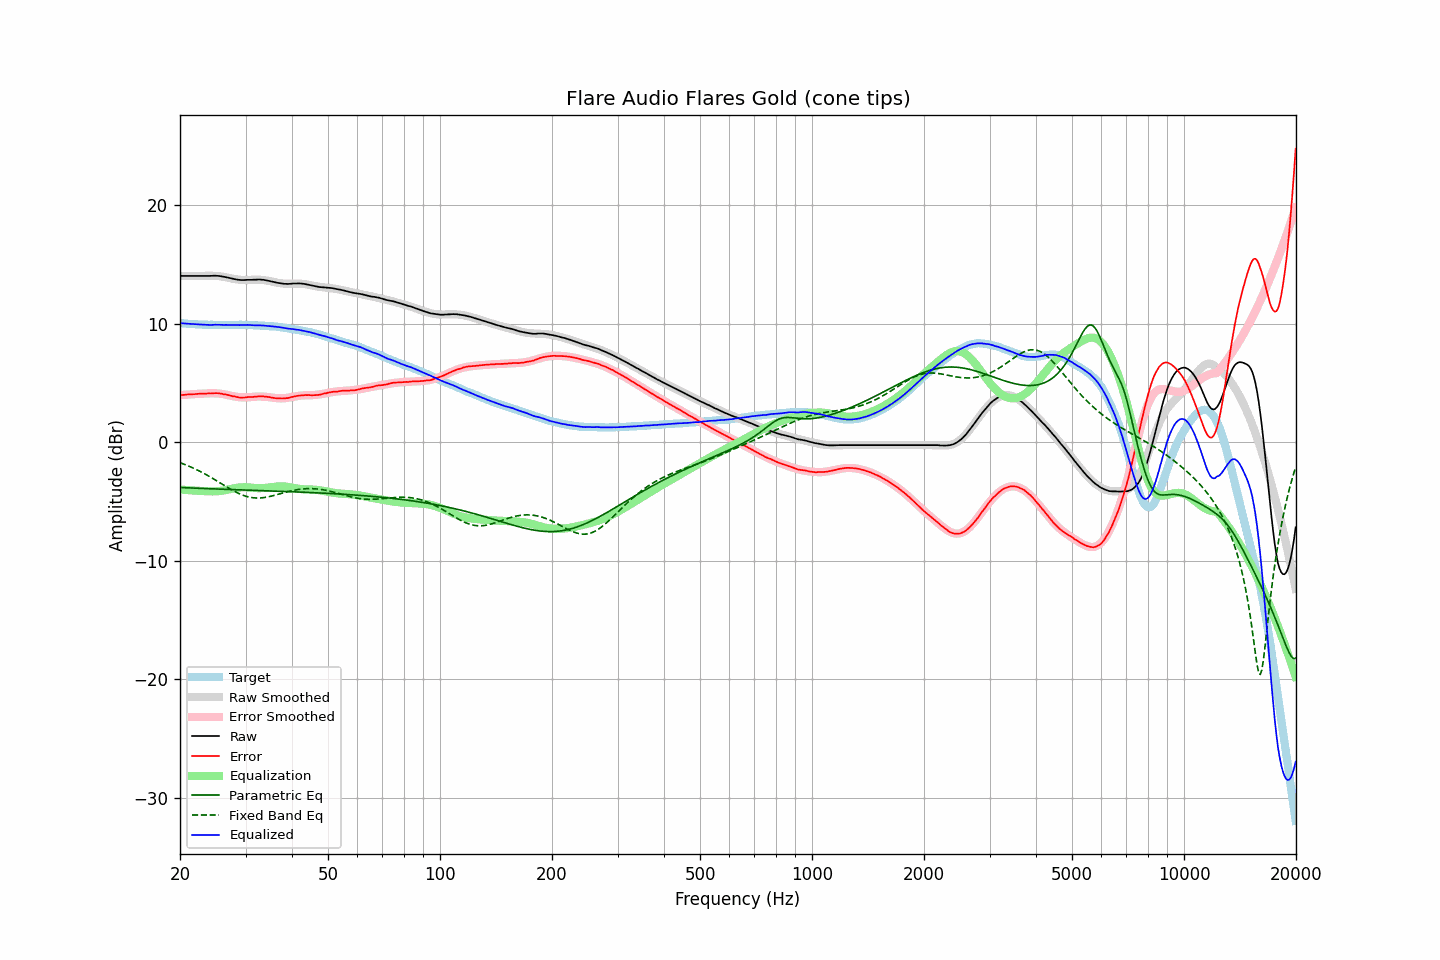 Flare Audio Flares Gold (cone tips)
Amplitude (dBr)
20
10
0
−10
−20
−30
Target
Raw Smoothed
Error Smoothed
Raw
Error
Equalization
Parametric Eq
Fixed Band Eq
Equalized
20 50 100 200 500 1000 2000 5000 10000 20000
Frequency (Hz)